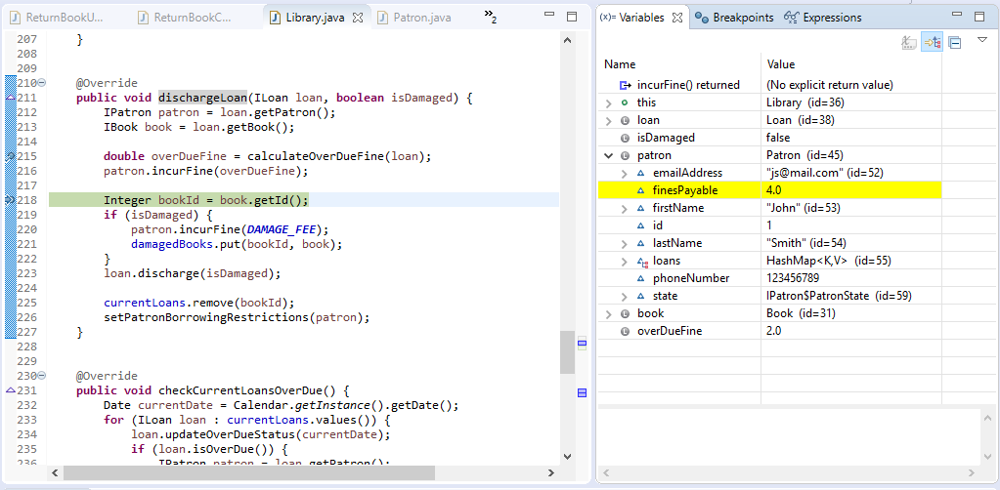 ReturnBookU... ReturnBookC... Library.java Patron.java »2
207 }
208
209
210 @Override
211 public void dischargeLoan(ILoan loan, boolean isDamaged) {
212 IPatron patron = loan.getPatron();
213 IBook book = loan.getBook();
214
215 double overDueFine = calculateOverDueFine(loan);
216 patron.incurFine(overDueFine);
217
218 Integer bookId = book.getId();
219 if (isDamaged) {
220 patron.incurFine(DAMAGE_FEE);
221 damagedBooks.put(bookId, book);
222 }
223 loan.discharge(isDamaged);
224
225 currentLoans.remove(bookId);
226 setPatronBorrowingRestrictions(patron);
227 }
228
229
230 @Override
231 public void checkCurrentLoansOverDue() {
232 Date currentDate = Calendar.getInstance().getDate();
233 for (ILoan loan : currentLoans.values()) {
234 loan.updateOverDueStatus(currentDate);
235 if (loan.isOverDue()) {
236 IPatron patron = loan.getPatron();
(x)= Variables Breakpoints Expressions
Name Value
incurFine() returned (No explicit return value)
this Library (id=36)
loan Loan (id=38)
isDamaged false
patron Patron (id=45)
emailAddress "js@mail.com" (id=52)
finesPayable 4.0
firstName "John" (id=53)
id 1
lastName "Smith" (id=54)
loans HashMap<K,V> (id=55)
phoneNumber 123456789
state IPatron$PatronState (id=59)
book Book (id=31)
overDueFine 2.0